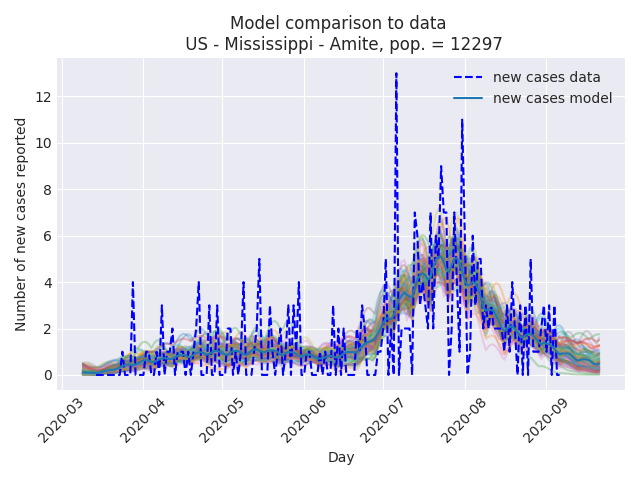 Model comparison to data
US - Mississippi - Amite, pop. = 12297
new cases data
new cases model
Number of new cases reported
12
10
8
6
4
2
0
2020-03
2020-04
2020-05
2020-06
2020-07
2020-08
2020-09
Day